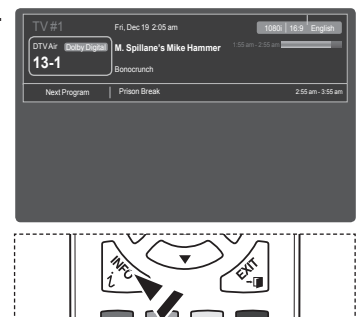 TV #1 Fri, Dec 19 2:05 am 1080i 16:9 English
DTV Air Dolby Digital M. Spillane's Mike Hammer 1:55 am - 2:55 am
13-1
Bonocrunch
Next Program Prison Break 2:55 am - 3:55 am
INFO EXIT
i